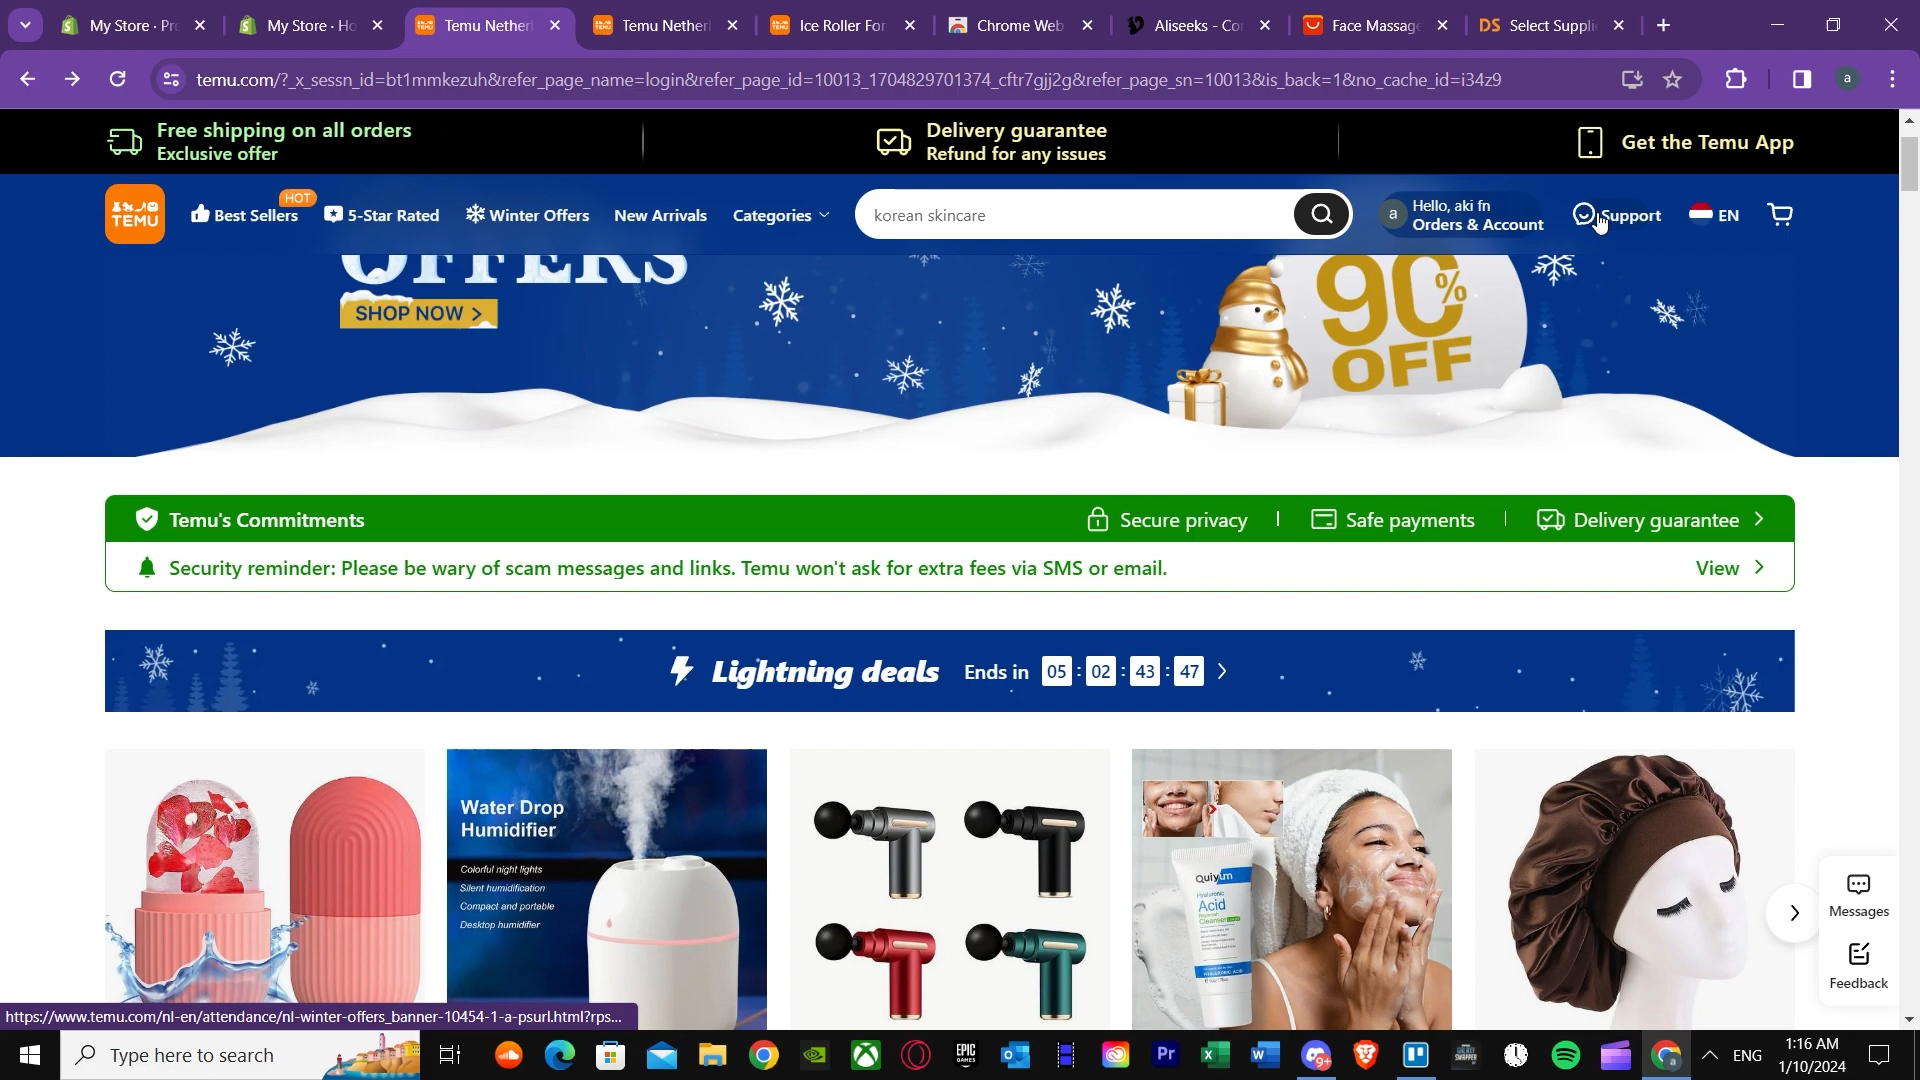 My Store · Pr
My Store · Ho
Temu Netherl
Temu Netherl
Ice Roller For
Chrome Web
Aliseeks - Co
Face Massage
DS Select Suppli
temu.com/?_x_sessn_id=bt1mmkezuh&refer_page_name=login&refer_page_id=10013_1704829701374_cftr7gjj2g&refer_page_sn=10013&is_back=1&no_cache_id=i34z9
a
Free shipping on all orders
Exclusive offer
Delivery guarantee
Refund for any issues
Get the Temu App
TEMU
HOT
Best Sellers
5-Star Rated
Winter Offers
New Arrivals
Categories
korean skincare
a
Hello, aki fn
Orders & Account
Support
EN
OFFERS
SHOP NOW >
90%
OFF
Temu's Commitments
Secure privacy
Safe payments
Delivery guarantee
Security reminder: Please be wary of scam messages and links. Temu won't ask for extra fees via SMS or email.
View
Lightning deals
Ends in 05 : 02 : 43 : 47
Water Drop
Humidifier
Colorful night lights
Silent humidification
Compact and portable
Desktop humidifier
Hyaluronic
Acid
Cleanser
Messages
Feedback
https://www.temu.com/nl-en/attendance/nl-winter-offers_banner-10454-1-a-psurl.html?rps...
Type here to search
EPIC
GAMES
Pr
9+
a
ENG
1:16 AM
1/10/2024